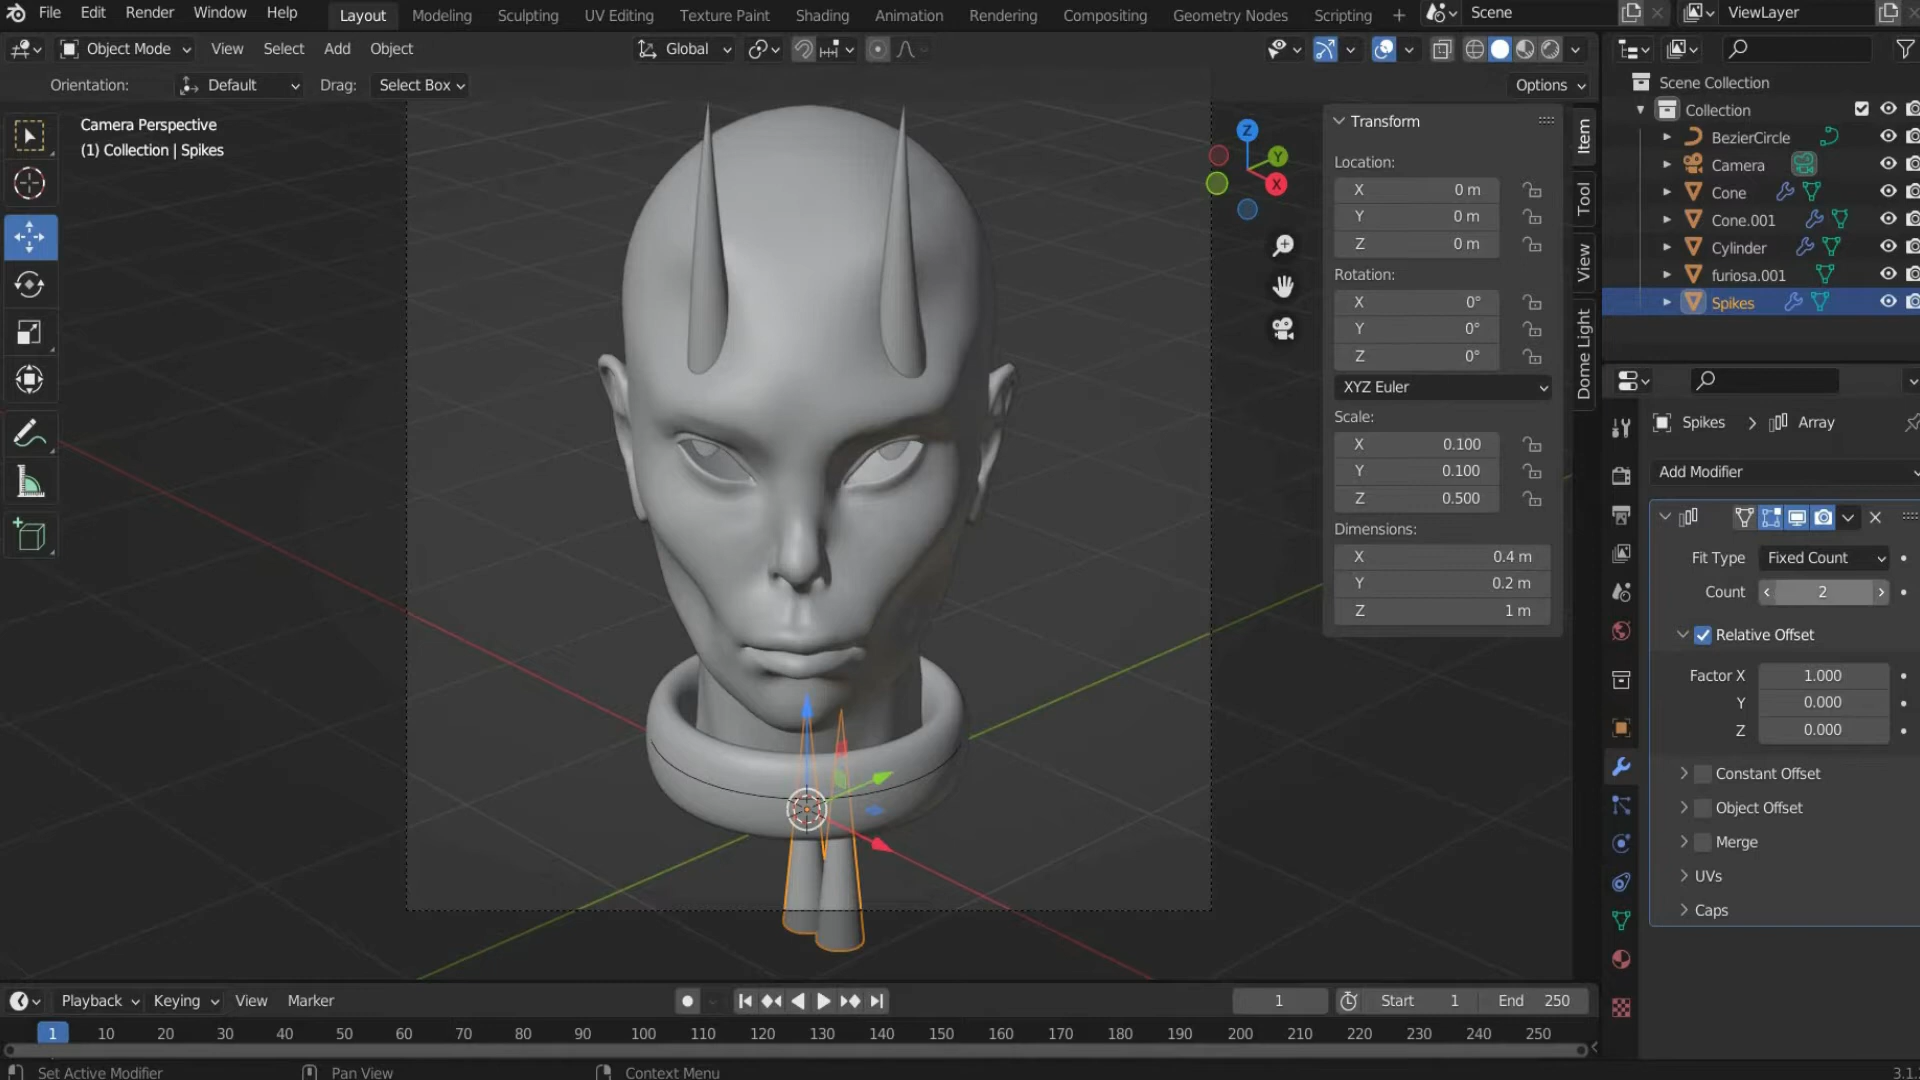 File Edit Render Window Help Layout Modeling Sculpting UV Editing Texture Paint Shading Animation Rendering Compositing Geometry Nodes Scripting + Scene ViewLayer
Object Mode View Select Add Object Global
Orientation: Default Drag: Select Box Options
Camera Perspective
(1) Collection | Spikes
Z
Y
X
Transform
Location:
X 0 m
Y 0 m
Z 0 m
Rotation:
X 0°
Y 0°
Z 0°
XYZ Euler
Scale:
X 0.100
Y 0.100
Z 0.500
Dimensions:
X 0.4 m
Y 0.2 m
Z 1 m
Item
Tool
View
Dome Light
Scene Collection
Collection
BezierCircle
Camera
Cone
Cone.001
Cylinder
furiosa.001
Spikes
Spikes > Array
Add Modifier
Fit Type Fixed Count
Count 2
Relative Offset
Factor X 1.000
Y 0.000
Z 0.000
Constant Offset
Object Offset
Merge
UVs
Caps
Playback Keying View Marker 1 Start 1 End 250
1 10 20 30 40 50 60 70 80 90 100 110 120 130 140 150 160 170 180 190 200 210 220 230 240 250
Set Active Modifier Pan View Context Menu